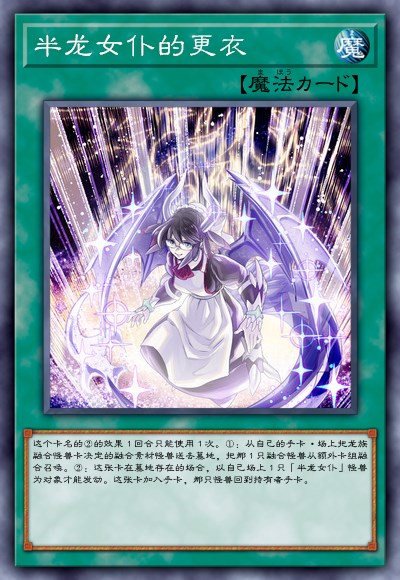 半龙女仆的更衣
魔
【魔法カード】
まほう
这个卡名的②的效果1回合只能使用1次。①：从自己的手卡·场上把龙族
融合怪兽卡决定的融合素材怪兽送去墓地，把那1只融合怪兽从额外卡组融
合召唤。②：这张卡在墓地存在的场合，以自己场上1只「半龙女仆」怪兽
为对象才能发动。这张卡加入手卡，那只怪兽回到持有者手卡。